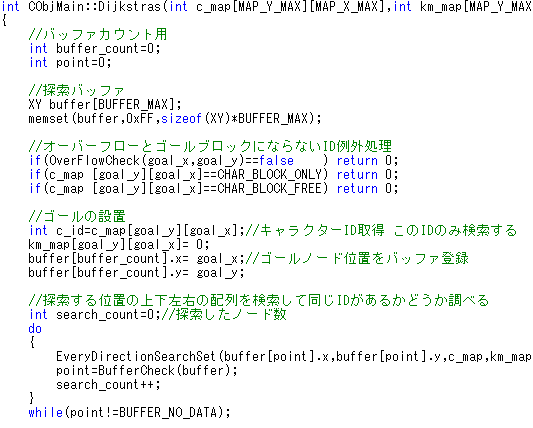 int CObjMain::Dijkstras(int c_map[MAP_Y_MAX][MAP_X_MAX],int km_map[MAP_Y_MAX
{
//バッファカウント用
int buffer_count=0;
int point=0;
//探索バッファ
XY buffer[BUFFER_MAX];
memset(buffer,0xFF,sizeof(XY)*BUFFER_MAX);
//オーバーフローとゴールブロックにならないID例外処理
if(OverFlowCheck(goal_x,goal_y)==false    ) return 0;
if(c_map [goal_y][goal_x]==CHAR_BLOCK_ONLY) return 0;
if(c_map [goal_y][goal_x]==CHAR_BLOCK_FREE) return 0;
//ゴールの設置
int c_id=c_map[goal_y][goal_x];//キャラクターID取得 このIDのみ検索する
km_map[goal_y][goal_x]= 0;
buffer[buffer_count].x= goal_x;//ゴールノード位置をバッファ登録
buffer[buffer_count].y= goal_y;
//探索する位置の上下左右の配列を検索して同じIDがあるかどうか調べる
int search_count=0;//探索したノード数
do
{
EveryDirectionSearchSet(buffer[point].x,buffer[point].y,c_map,km_map
point=BufferCheck(buffer);
search_count++;
}
while(point!=BUFFER_NO_DATA);